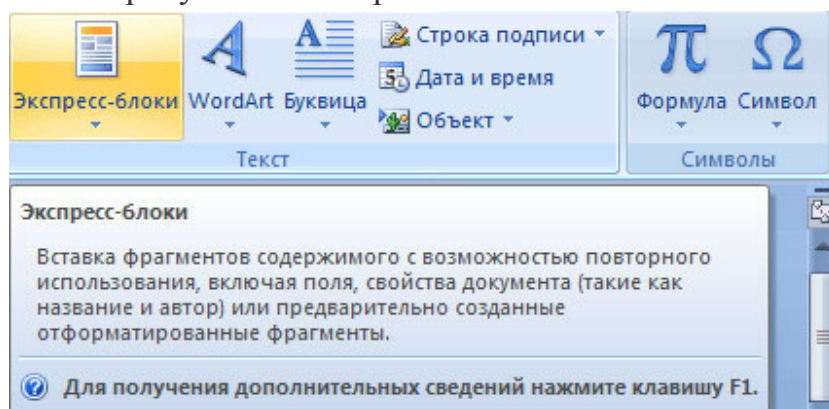 Строка подписи
Дата и время
Объект
Экспресс-блоки WordArt Буквица
Формула Символ
Текст
Символы
Экспресс-блоки
Вставка фрагментов содержимого с возможностью повторного
использования, включая поля, свойства документа (такие как
название и автор) или предварительно созданные
отформатированные фрагменты.
Для получения дополнительных сведений нажмите клавишу F1.